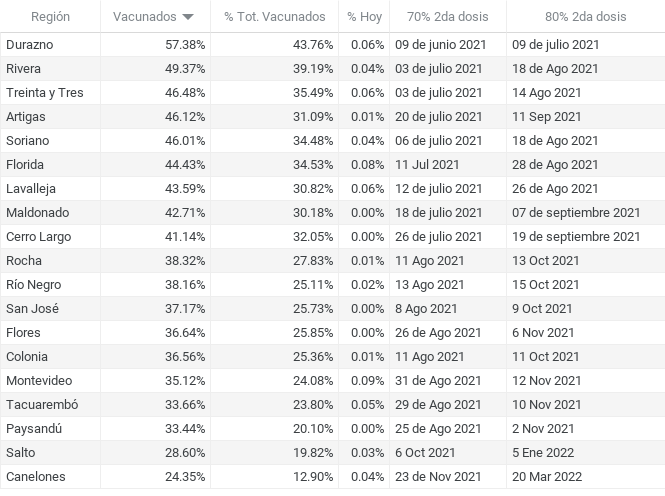 Región Vacunados % Tot. Vacunados % Hoy 70% 2da dosis 80% 2da dosis
Durazno 57.38% 43.76% 0.06% 09 de junio 2021 09 de julio 2021
Rivera 49.37% 39.19% 0.04% 03 de julio 2021 18 de Ago 2021
Treinta y Tres 46.48% 35.49% 0.06% 03 de julio 2021 14 Ago 2021
Artigas 46.12% 31.09% 0.01% 20 de julio 2021 11 Sep 2021
Soriano 46.01% 34.48% 0.04% 06 de julio 2021 18 de Ago 2021
Florida 44.43% 34.53% 0.08% 11 Jul 2021 28 de Ago 2021
Lavalleja 43.59% 30.82% 0.06% 12 de julio 2021 26 de Ago 2021
Maldonado 42.71% 30.18% 0.00% 18 de julio 2021 07 de septiembre 2021
Cerro Largo 41.14% 32.05% 0.00% 26 de julio 2021 19 de septiembre 2021
Rocha 38.32% 27.83% 0.01% 11 Ago 2021 13 Oct 2021
Río Negro 38.16% 25.11% 0.02% 13 Ago 2021 15 Oct 2021
San José 37.17% 25.73% 0.00% 8 Ago 2021 9 Oct 2021
Flores 36.64% 25.85% 0.00% 26 de Ago 2021 6 Nov 2021
Colonia 36.56% 25.36% 0.01% 11 Ago 2021 11 Oct 2021
Montevideo 35.12% 24.08% 0.09% 31 de Ago 2021 12 Nov 2021
Tacuarembó 33.66% 23.80% 0.05% 29 de Ago 2021 10 Nov 2021
Paysandú 33.44% 20.10% 0.00% 25 de Ago 2021 2 Nov 2021
Salto 28.60% 19.82% 0.03% 6 Oct 2021 5 Ene 2022
Canelones 24.35% 12.90% 0.04% 23 de Nov 2021 20 Mar 2022